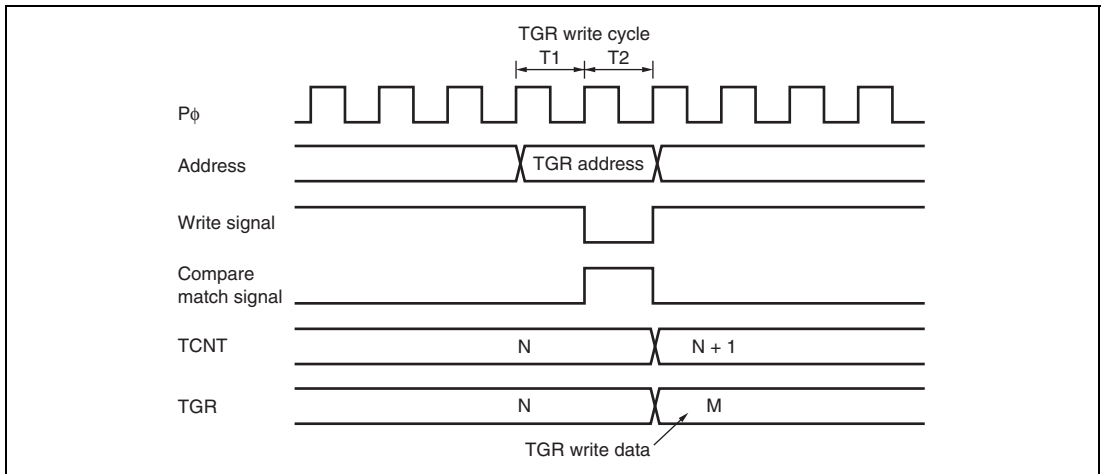 TGR write cycle
T1 T2
Pϕ
Address TGR address
Write signal
Compare
match signal
TCNT N N + 1
TGR N M
TGR write data